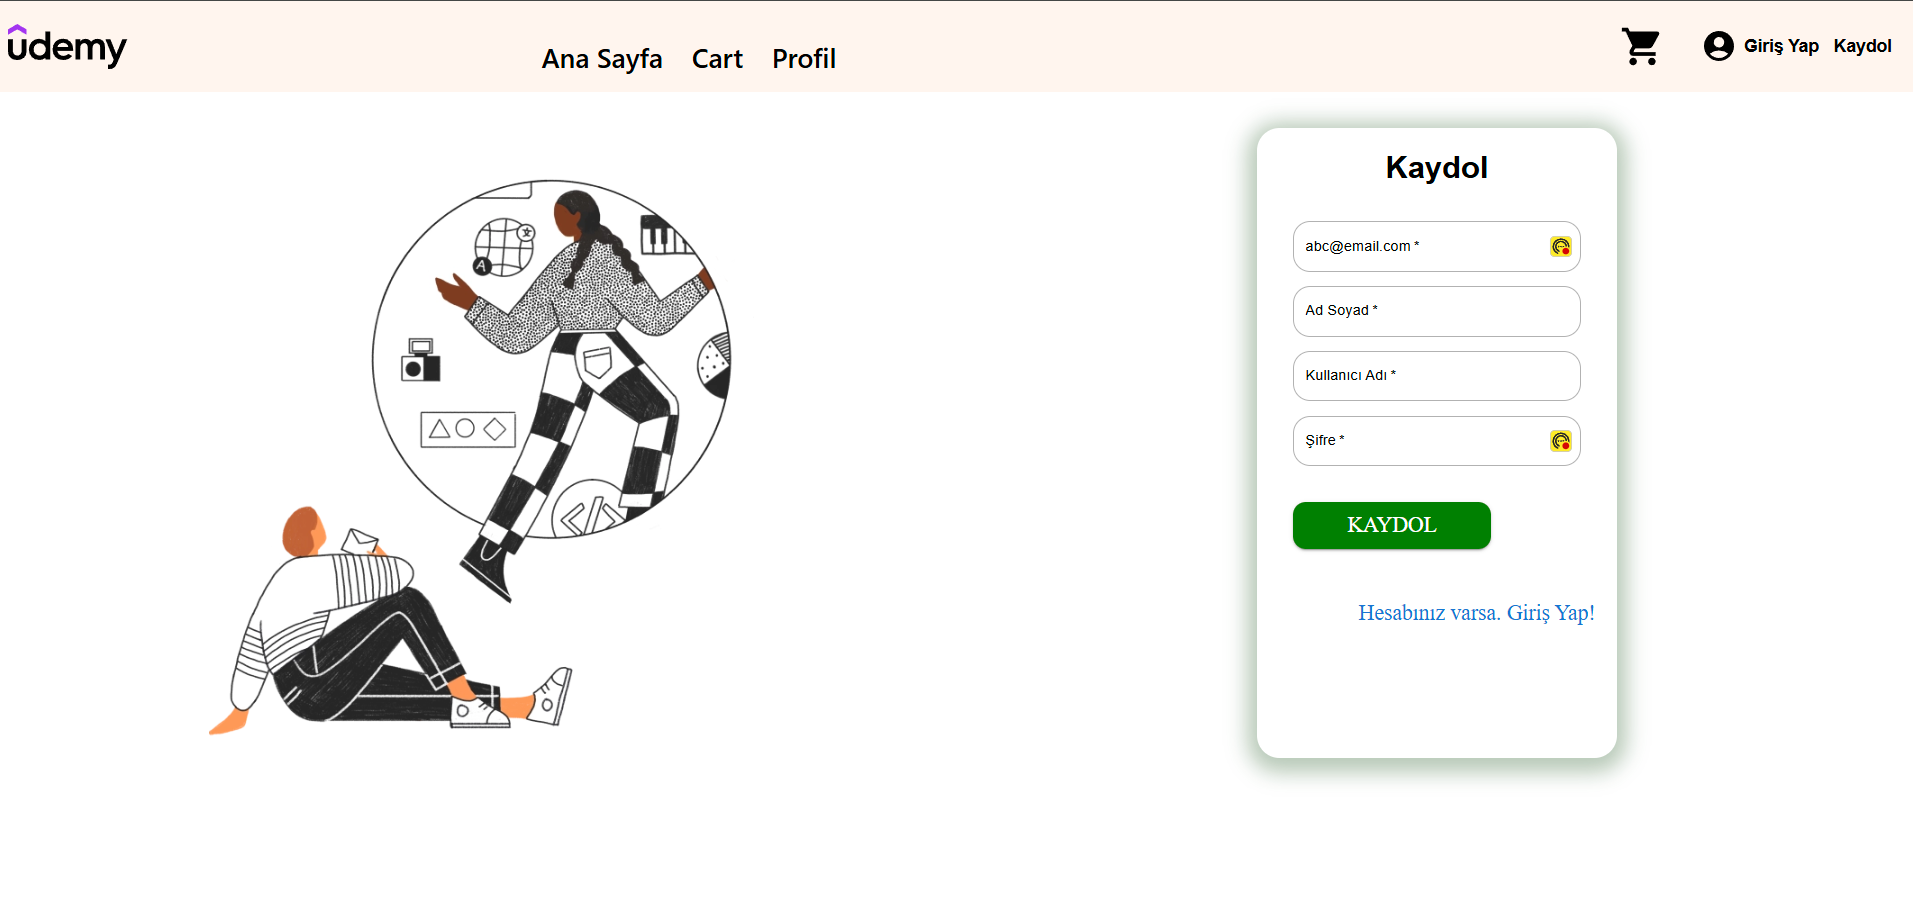 udemy
Ana Sayfa Cart Profil
Giriş Yap Kaydol
A
</>
Kaydol
abc@email.com *
Ad Soyad *
Kullanıcı Adı *
Şifre *
KAYDOL
Hesabınız varsa. Giriş Yap!